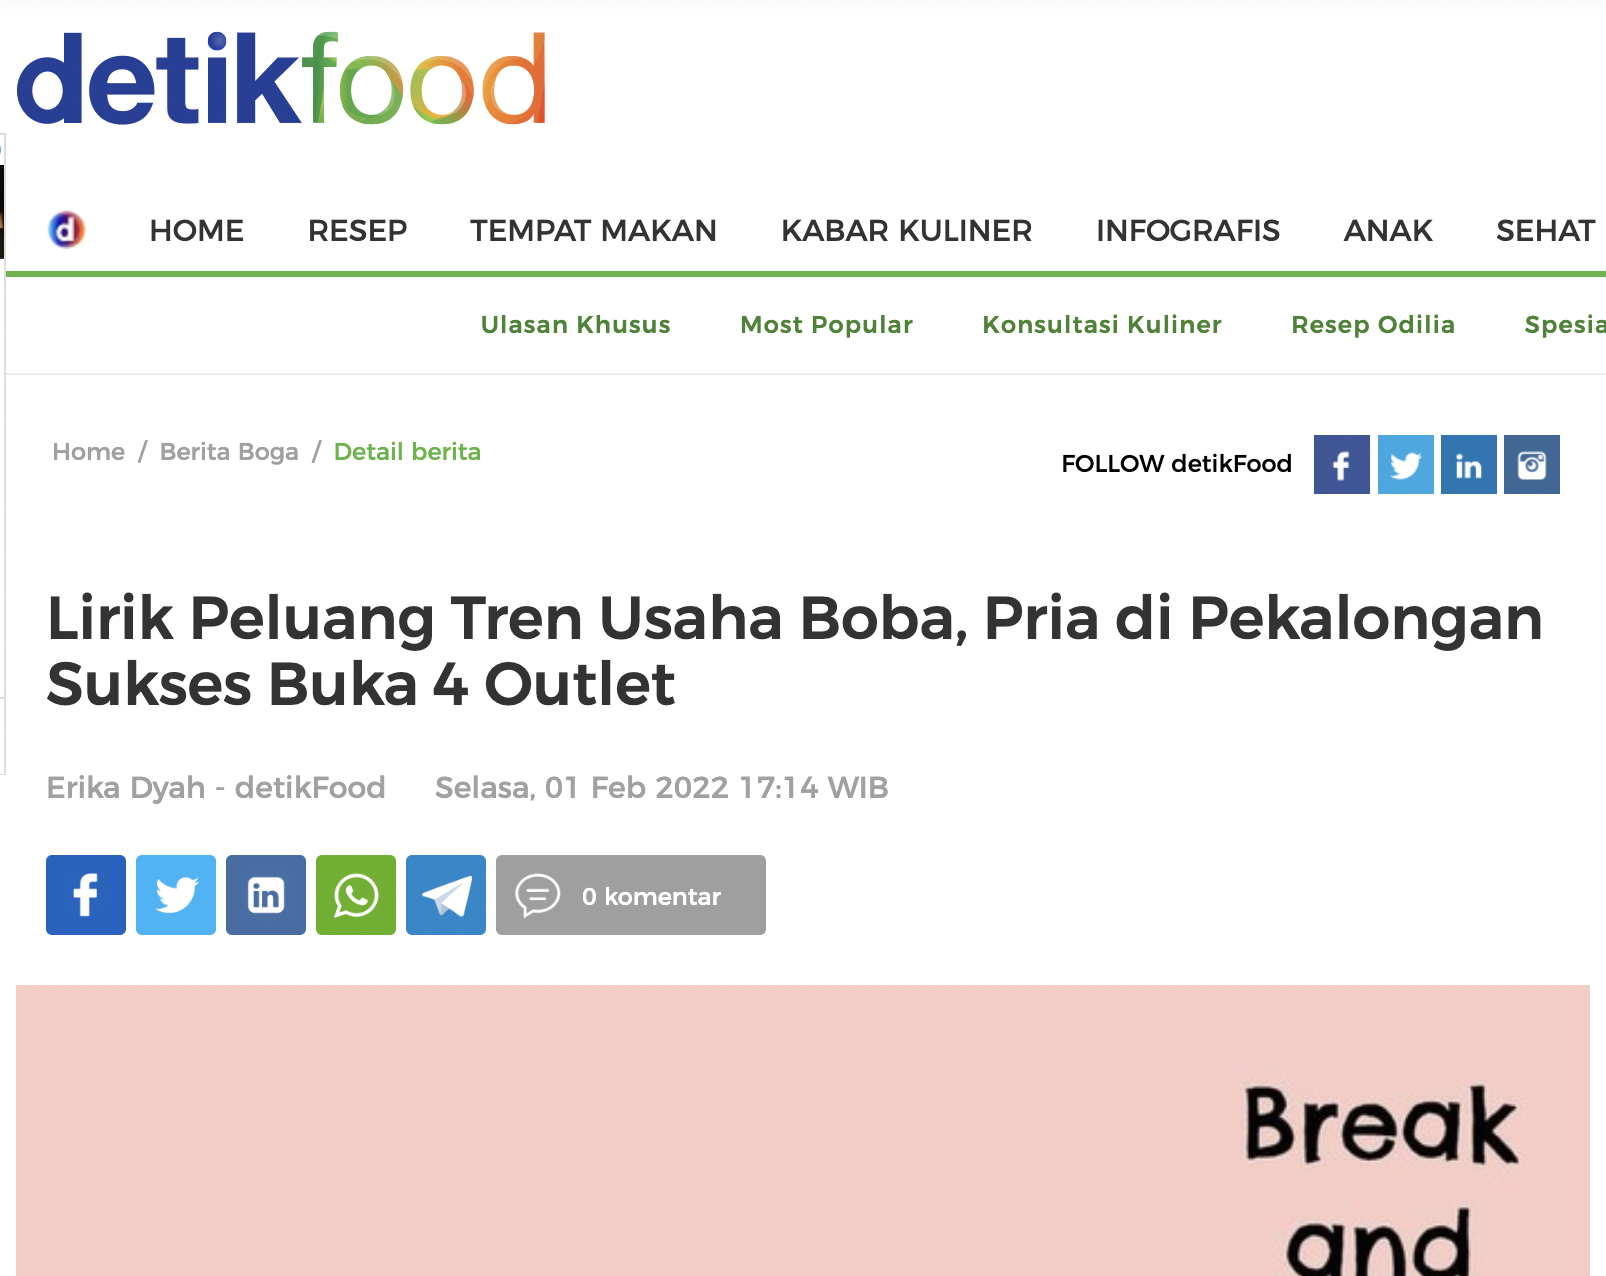 detikfood
d HOME RESEP TEMPAT MAKAN KABAR KULINER INFOGRAFIS ANAK SEHAT
Ulasan Khusus Most Popular Konsultasi Kuliner Resep Odilia Spesia
Home / Berita Boga / Detail berita
FOLLOW detikFood f in
Lirik Peluang Tren Usaha Boba, Pria di Pekalongan
Sukses Buka 4 Outlet
Erika Dyah - detikFood Selasa, 01 Feb 2022 17:14 WIB
f in 0 komentar
Break
and